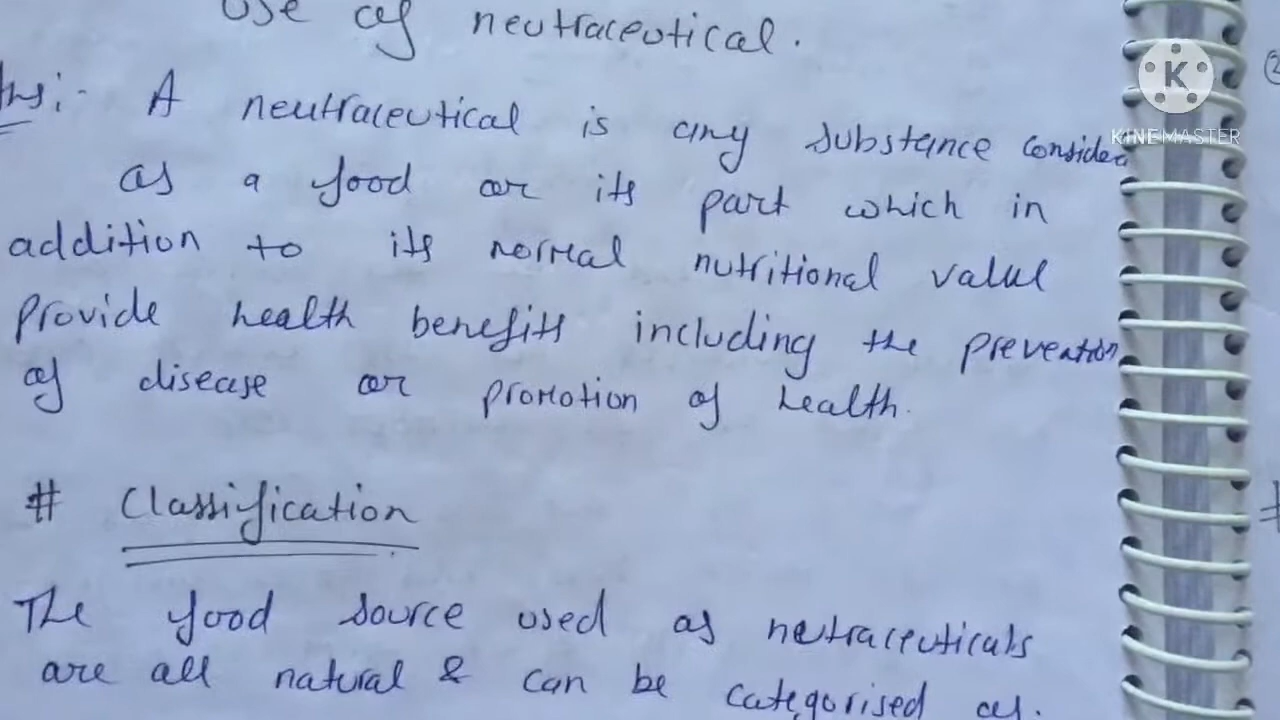 use of neutraceutical.
Ans:- A neutraceutical is any substance consider
as a food or its part which in
addition to its normal nutritional value
provide health benefits including the prevention
of disease or promotion of health.
# Classification
The food source used as netraceuticals
are all natural & can be categorised as.
K
KINEMASTER